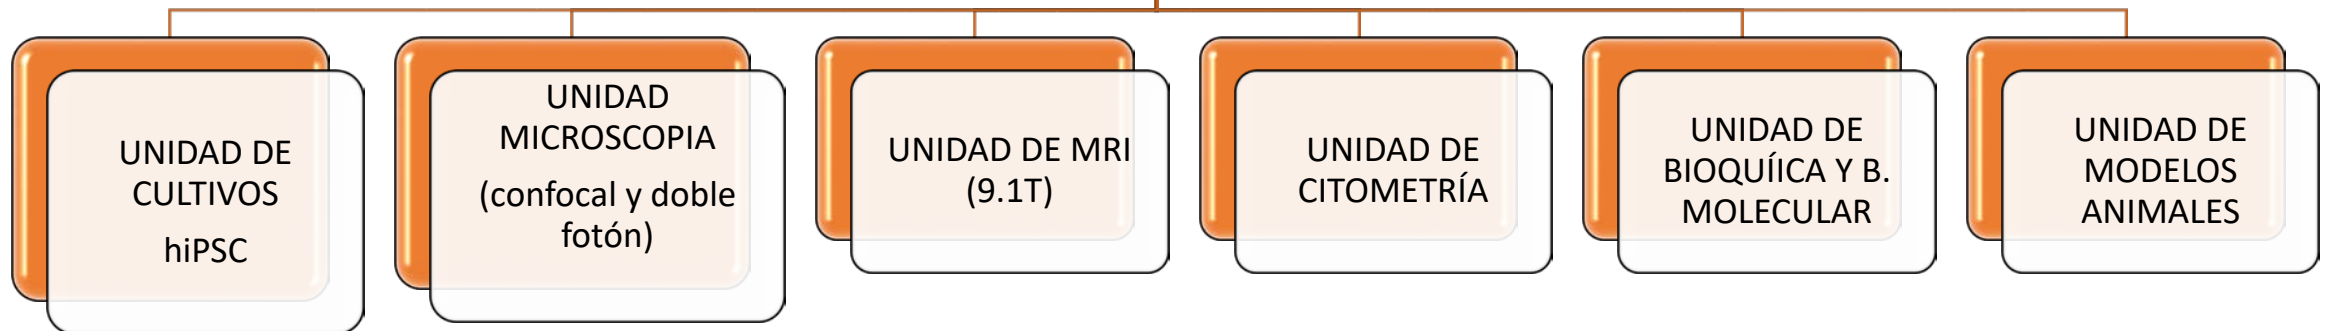 UNIDAD DE
CULTIVOS
hiPSC
UNIDAD
MICROSCOPIA
(confocal y doble
fotón)
UNIDAD DE MRI
(9.1T)
UNIDAD DE
CITOMETRÍA
UNIDAD DE
BIOQUÍICA Y B.
MOLECULAR
UNIDAD DE
MODELOS
ANIMALES